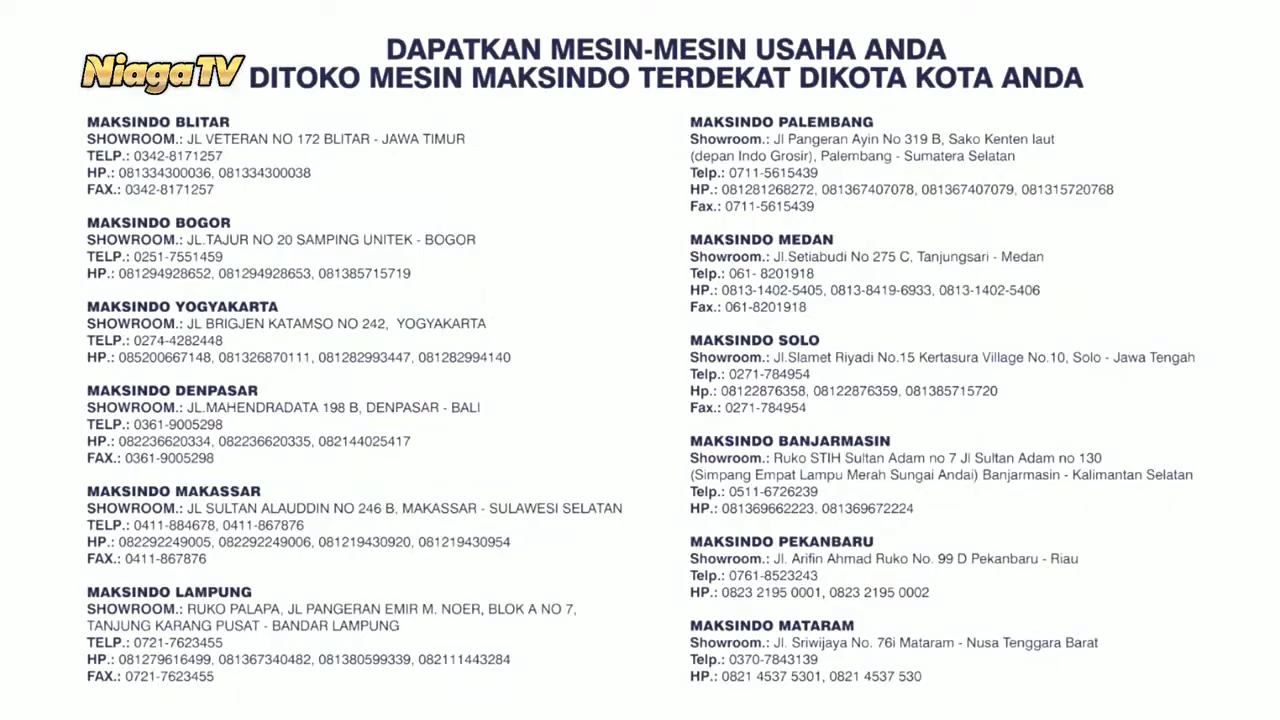 DAPATKAN MESIN-MESIN USAHA ANDA
NiagaTV
DITOKO MESIN MAKSINDO TERDEKAT DIKOTA KOTA ANDA
MAKSINDO BLITAR
SHOWROOM.: JL VETERAN NO 172 BLITAR - JAWA TIMUR
TELP.: 0342-8171257
HP.: 081334300036, 081334300038
FAX.: 0342-8171257
MAKSINDO BOGOR
SHOWROOM.: JL.TAJUR NO 20 SAMPING UNITEK - BOGOR
TELP.: 0251-7551459
HP.: 081294928652, 081294928653, 081385715719
MAKSINDO YOGYAKARTA
SHOWROOM.: JL BRIGJEN KATAMSO NO 242, YOGYAKARTA
TELP.: 0274-4282448
HP.: 085200667148, 081326870111, 081282993447, 081282994140
MAKSINDO DENPASAR
SHOWROOM.: JL.MAHENDRADATA 198 B, DENPASAR - BALI
TELP.: 0361-9005298
HP.: 082236620334, 082236620335, 082144025417
FAX.: 0361-9005298
MAKSINDO MAKASSAR
SHOWROOM.: JL SULTAN ALAUDDIN NO 246 B, MAKASSAR - SULAWESI SELATAN
TELP.: 0411-884678, 0411-867876
HP.: 082292249005, 082292249006, 081219430920, 081219430954
FAX.: 0411-867876
MAKSINDO LAMPUNG
SHOWROOM.: RUKO PALAPA, JL PANGERAN EMIR M. NOER, BLOK A NO 7,
TANJUNG KARANG PUSAT - BANDAR LAMPUNG
TELP.: 0721-7623455
HP.: 081279616499, 081367340482, 081380599339, 082111443284
FAX.: 0721-7623455
MAKSINDO PALEMBANG
Showroom.: Jl Pangeran Ayin No 319 B, Sako Kenten laut
(depan Indo Grosir), Palembang - Sumatera Selatan
Telp.: 0711-5615439
HP.: 081281268272, 081367407078, 081367407079, 081315720768
Fax.: 0711-5615439
MAKSINDO MEDAN
Showroom.: Jl.Setiabudi No 275 C, Tanjungsari - Medan
Telp.: 061- 8201918
HP.: 0813-1402-5405, 0813-8419-6933, 0813-1402-5406
Fax.: 061-8201918
MAKSINDO SOLO
Showroom.: Jl.Slamet Riyadi No.15 Kertasura Village No.10, Solo - Jawa Tengah
Telp.: 0271-784954
Hp.: 08122876358, 08122876359, 081385715720
Fax.: 0271-784954
MAKSINDO BANJARMASIN
Showroom.: Ruko STIH Sultan Adam no 7 Jl Sultan Adam no 130
(Simpang Empat Lampu Merah Sungai Andai) Banjarmasin - Kalimantan Selatan
Telp.: 0511-6726239
HP.: 081369662223, 081369672224
MAKSINDO PEKANBARU
Showroom.: Jl. Arifin Ahmad Ruko No. 99 D Pekanbaru - Riau
Telp.: 0761-8523243
HP.: 0823 2195 0001, 0823 2195 0002
MAKSINDO MATARAM
Showroom.: Jl. Sriwijaya No. 76i Mataram - Nusa Tenggara Barat
Telp.: 0370-7843139
HP.: 0821 4537 5301, 0821 4537 530